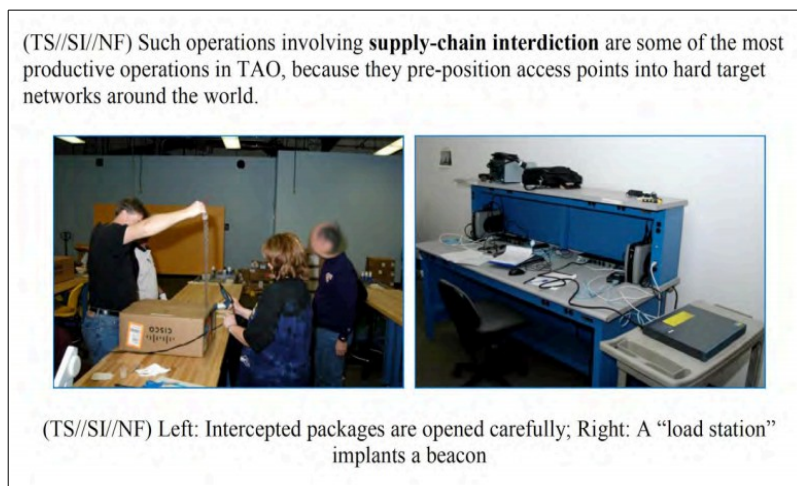 (TS//SI//NF) Such operations involving supply-chain interdiction are some of the most
productive operations in TAO, because they pre-position access points into hard target
networks around the world.
CISCO
(TS//SI//NF) Left: Intercepted packages are opened carefully; Right: A “load station”
implants a beacon